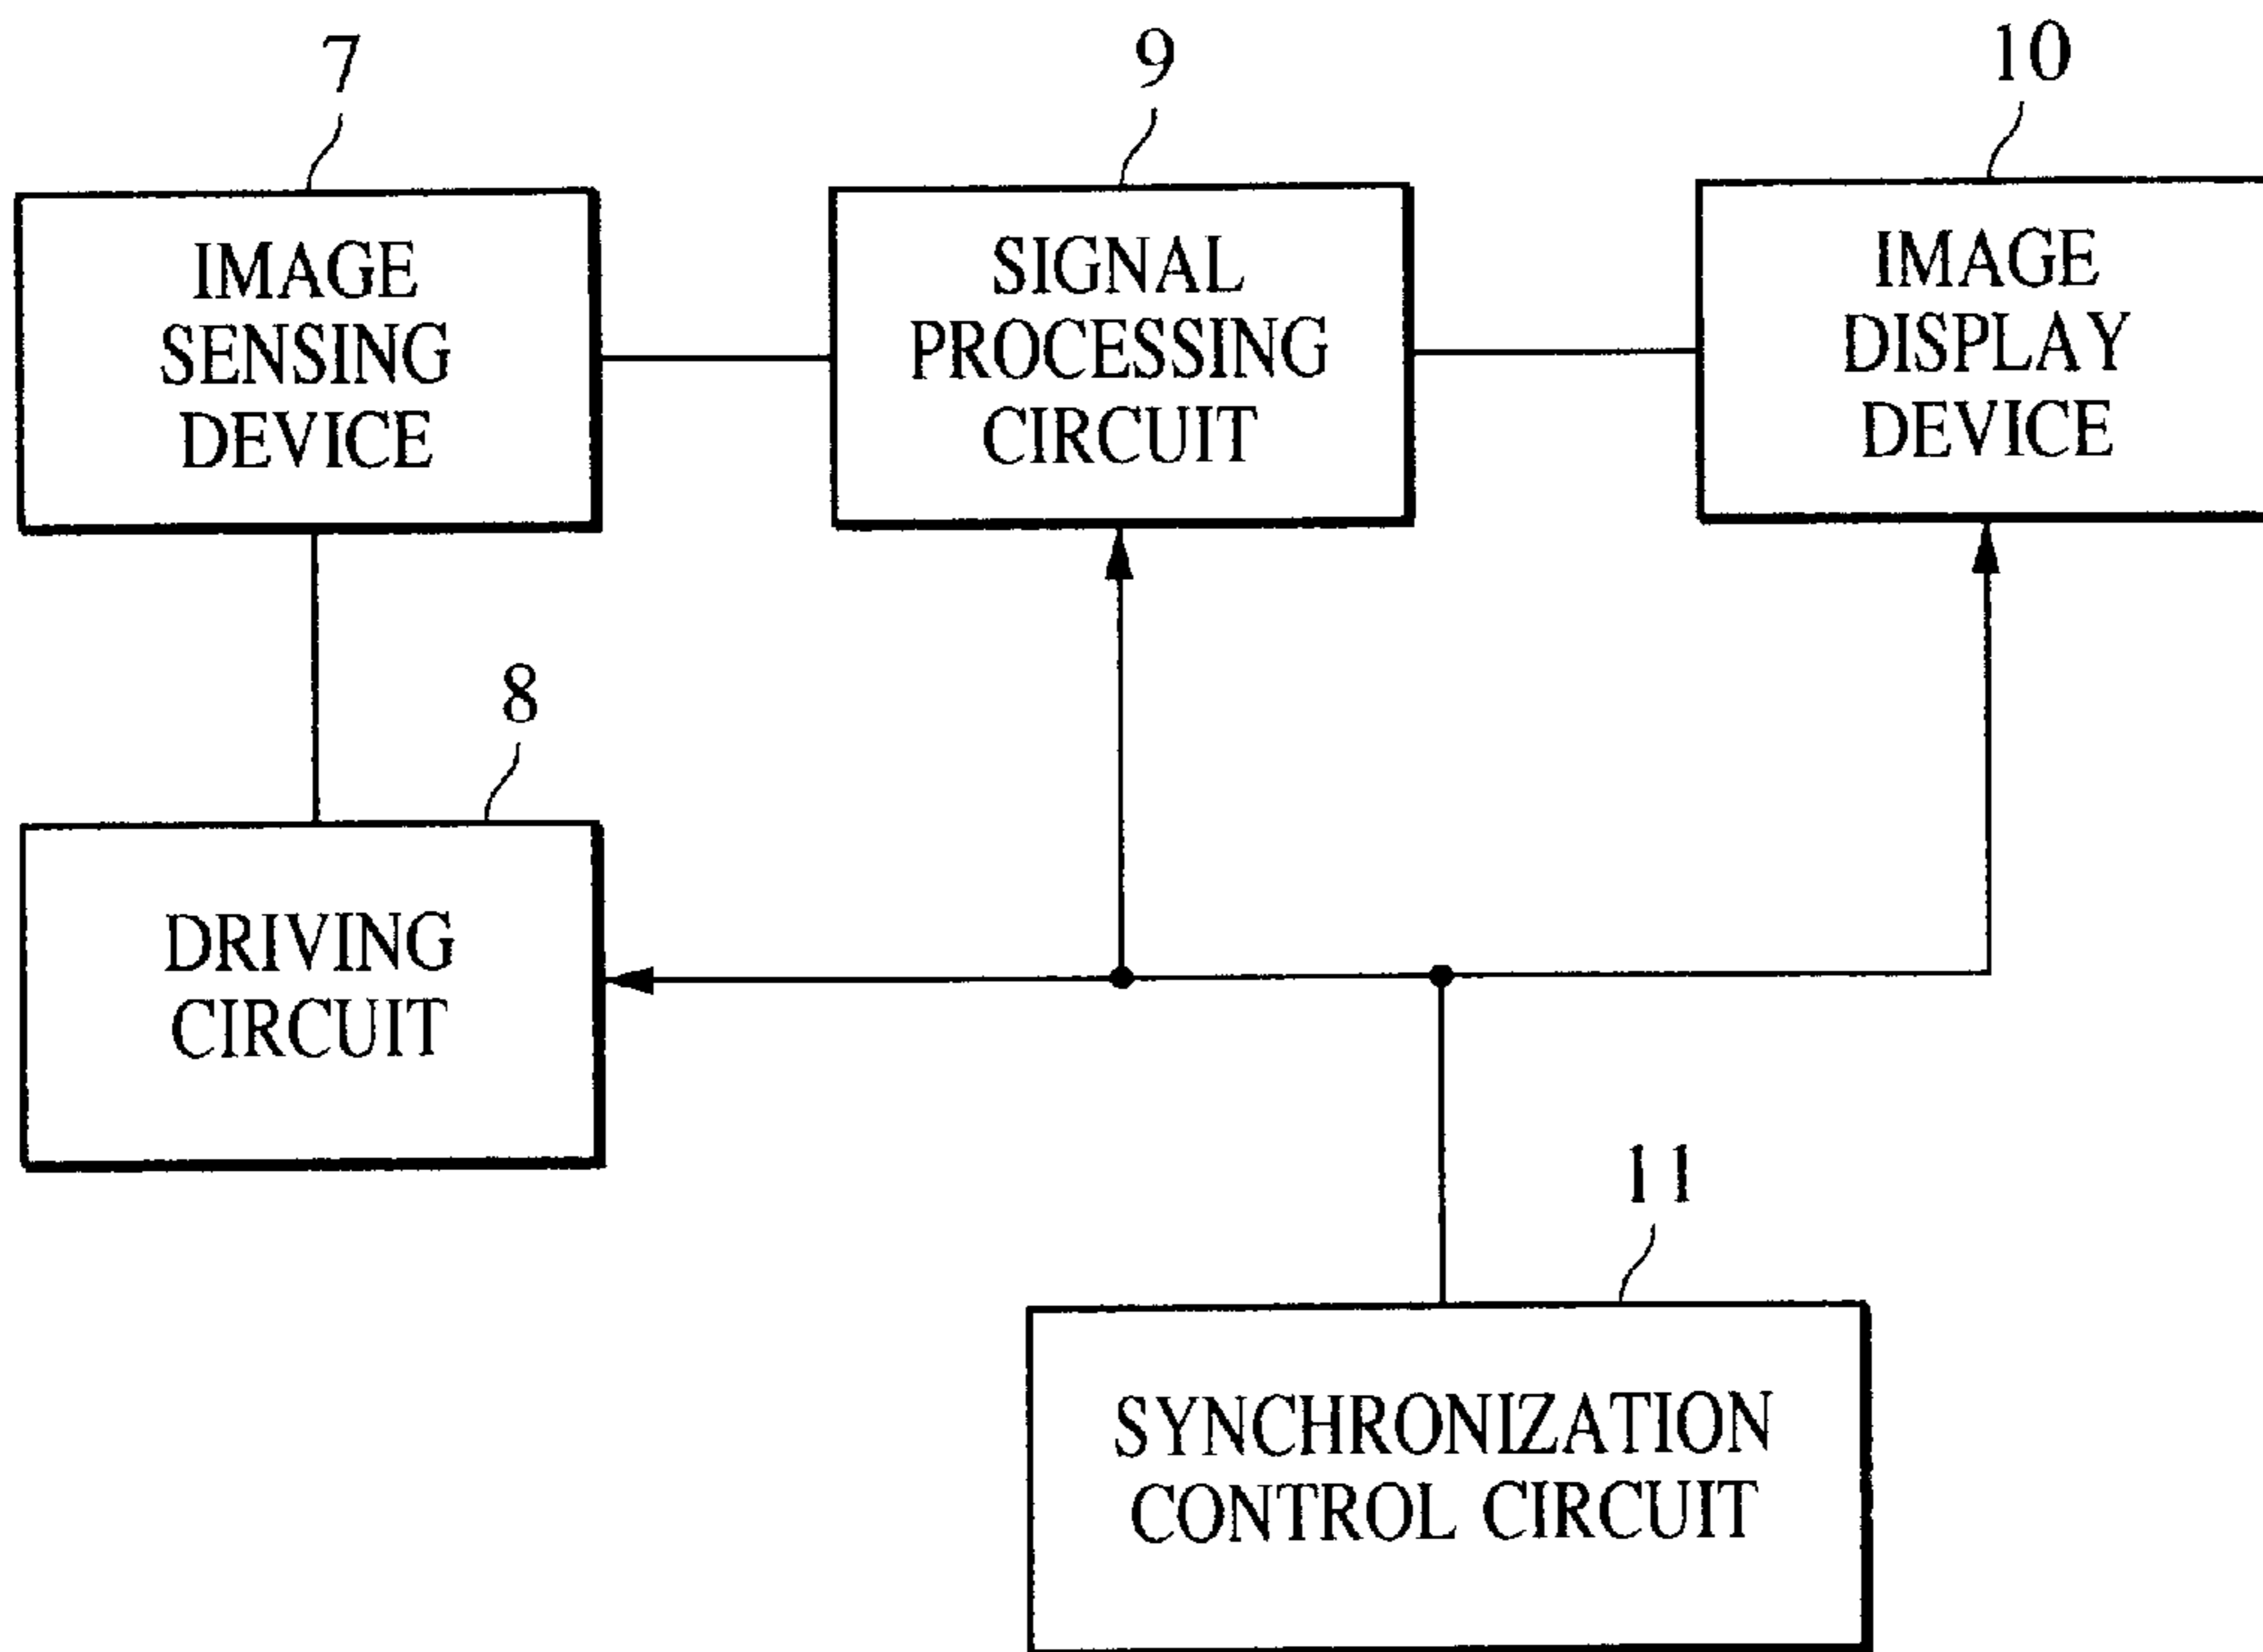 7
IMAGE
SENSING
DEVICE
9
SIGNAL
PROCESSING
CIRCUIT
10
IMAGE
DISPLAY
DEVICE
8
DRIVING
CIRCUIT
11
SYNCHRONIZATION
CONTROL CIRCUIT